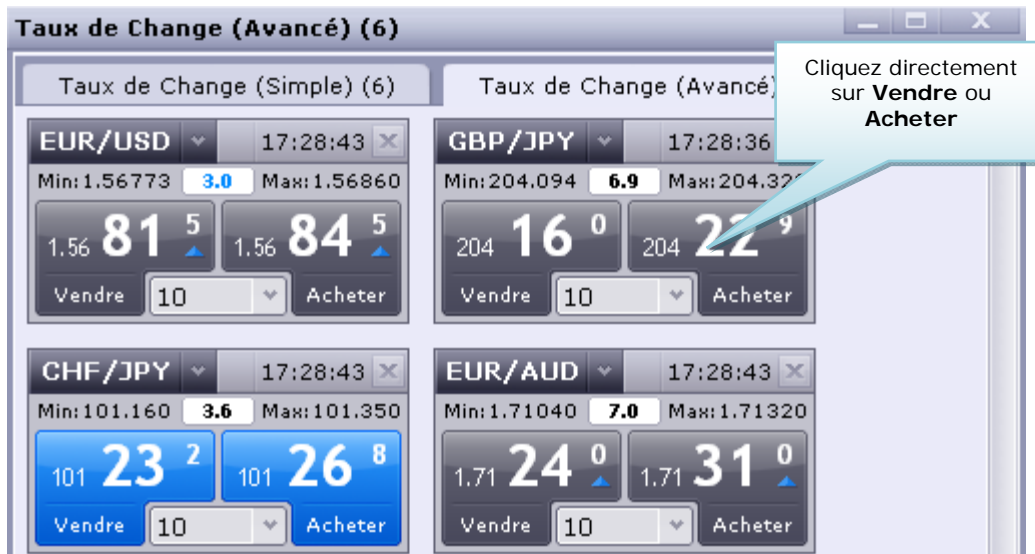 Taux de Change (Avancé) (6)
Taux de Change (Simple) (6)
Taux de Change (Avancé)
Cliquez directement
sur Vendre ou
Acheter
EUR/USD 17:28:43
Min:1.56773 3.0 Max:1.56860
1.56 81 5 1.56 84 5
Vendre 10 Acheter
GBP/JPY 17:28:36
Min:204.094 6.9 Max:204.32
204 16 0 204 22 9
Vendre 10 Acheter
CHF/JPY 17:28:43
Min:101.160 3.6 Max:101.350
101 23 2 101 26 8
Vendre 10 Acheter
EUR/AUD 17:28:43
Min:1.71040 7.0 Max:1.71320
1.71 24 0 1.71 31 0
Vendre 10 Acheter